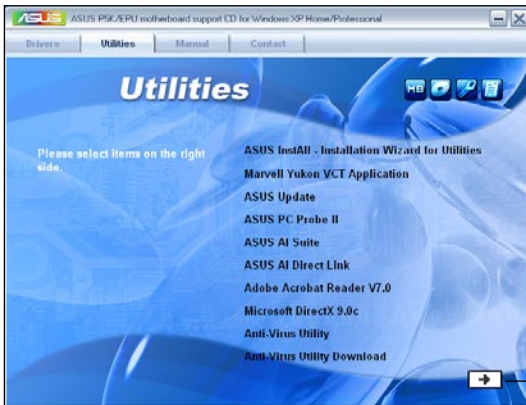 ASUS ASUS P5K/EPU motherboard support CD for Windows XP Home/Professional
Drivers Utilities Manual Contact
Utilities
MB
Please select items on the right
side.
ASUS InstAll - Installation Wizard for Utilities
Marvell Yukon VCT Application
ASUS Update
ASUS PC Probe II
ASUS AI Suite
ASUS AI Direct Link
Adobe Acrobat Reader V7.0
Microsoft DirectX 9.0c
Anti-Virus Utility
Anti-Virus Utility Download